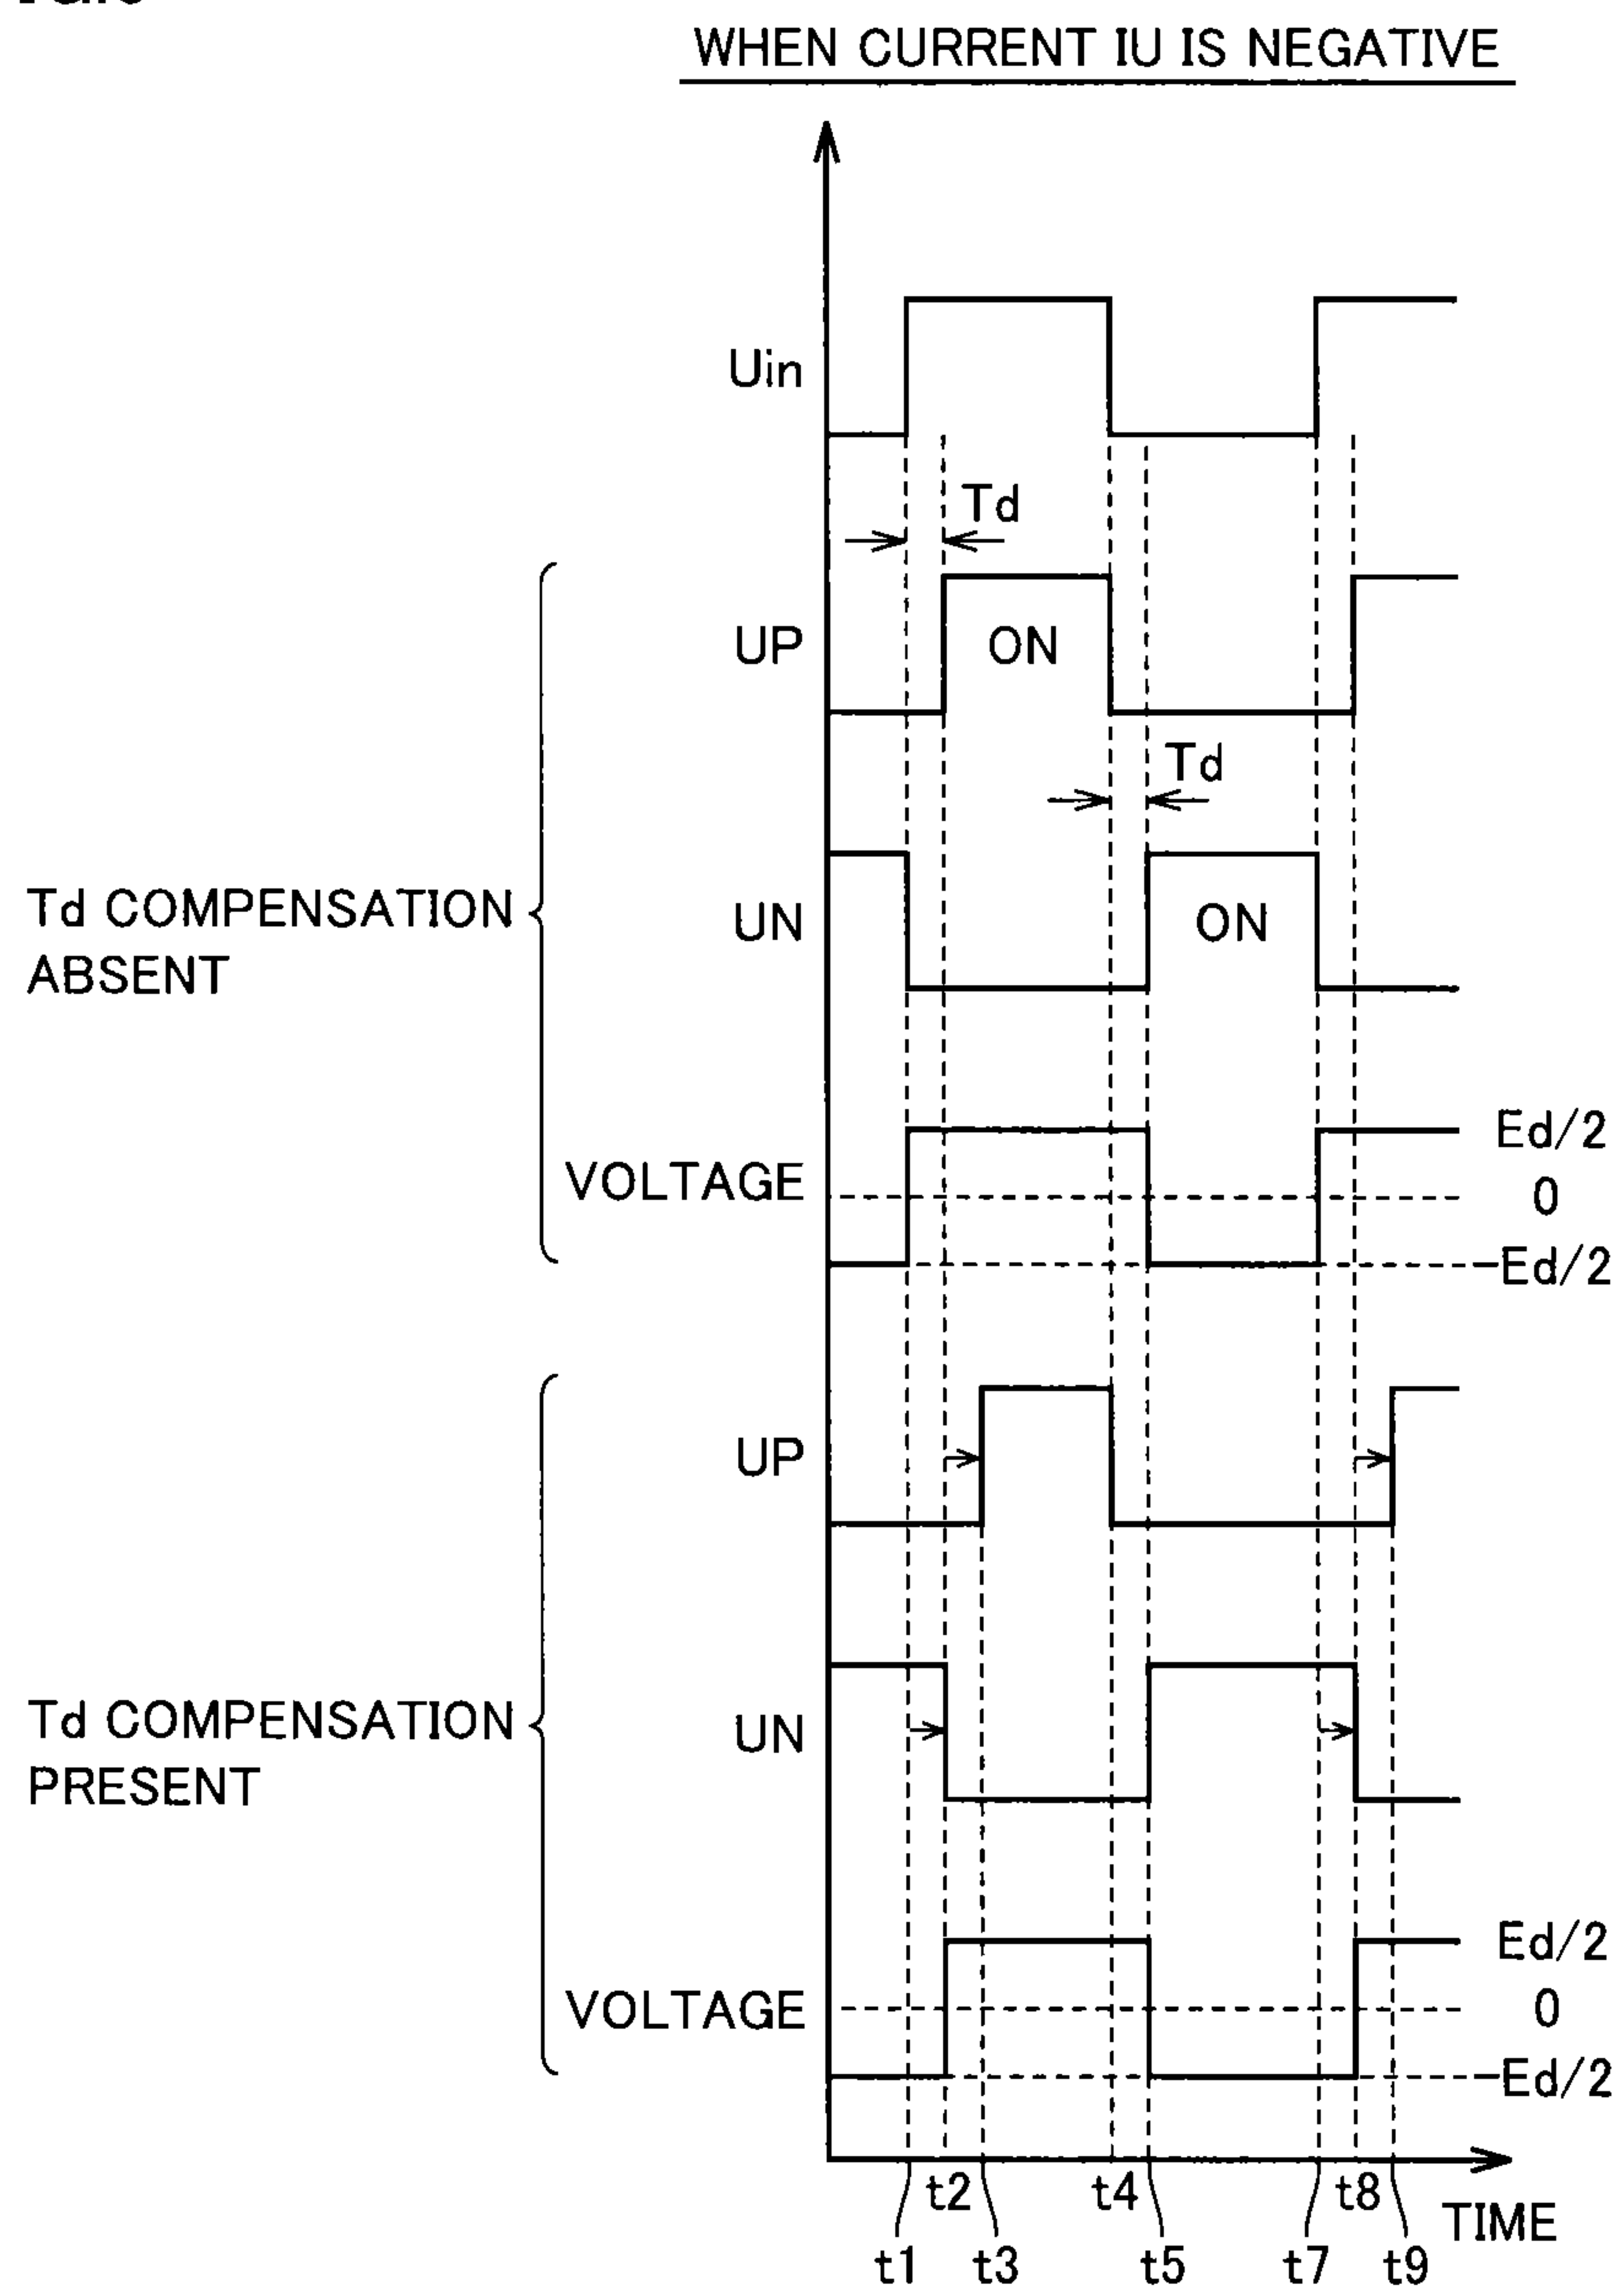 WHEN CURRENT IU IS NEGATIVE
Uin
Td
UP
ON
Td
Td COMPENSATION
ABSENT
UN
ON
VOLTAGE
Ed/2
0
-Ed/2
UP
Td COMPENSATION
PRESENT
UN
VOLTAGE
Ed/2
0
-Ed/2
t2
t4
t8
TIME
t1
t3
t5
t7
t9